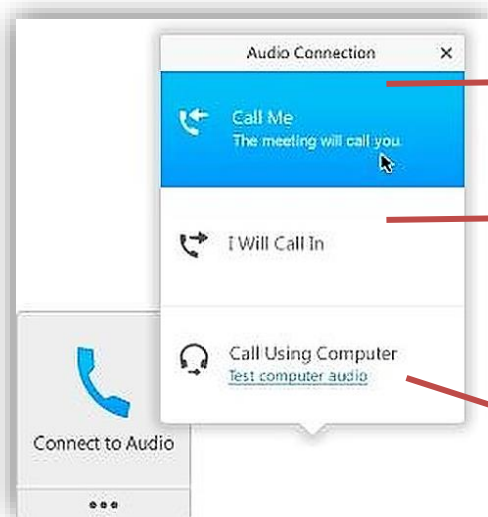 Audio Connection ×
Call Me
The meeting will call you.
I Will Call In
Call Using Computer
Test computer audio
Connect to Audio